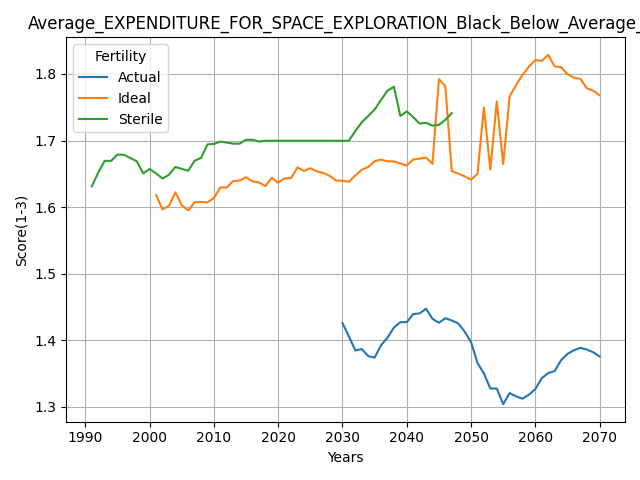 Average_EXPENDITURE_FOR_SPACE_EXPLORATION_Black_Below_Average_
Fertility
Actual
Ideal
Sterile
Score(1-3)
1.8
1.7
1.6
1.5
1.4
1.3
1990 2000 2010 2020 2030 2040 2050 2060 2070
Years